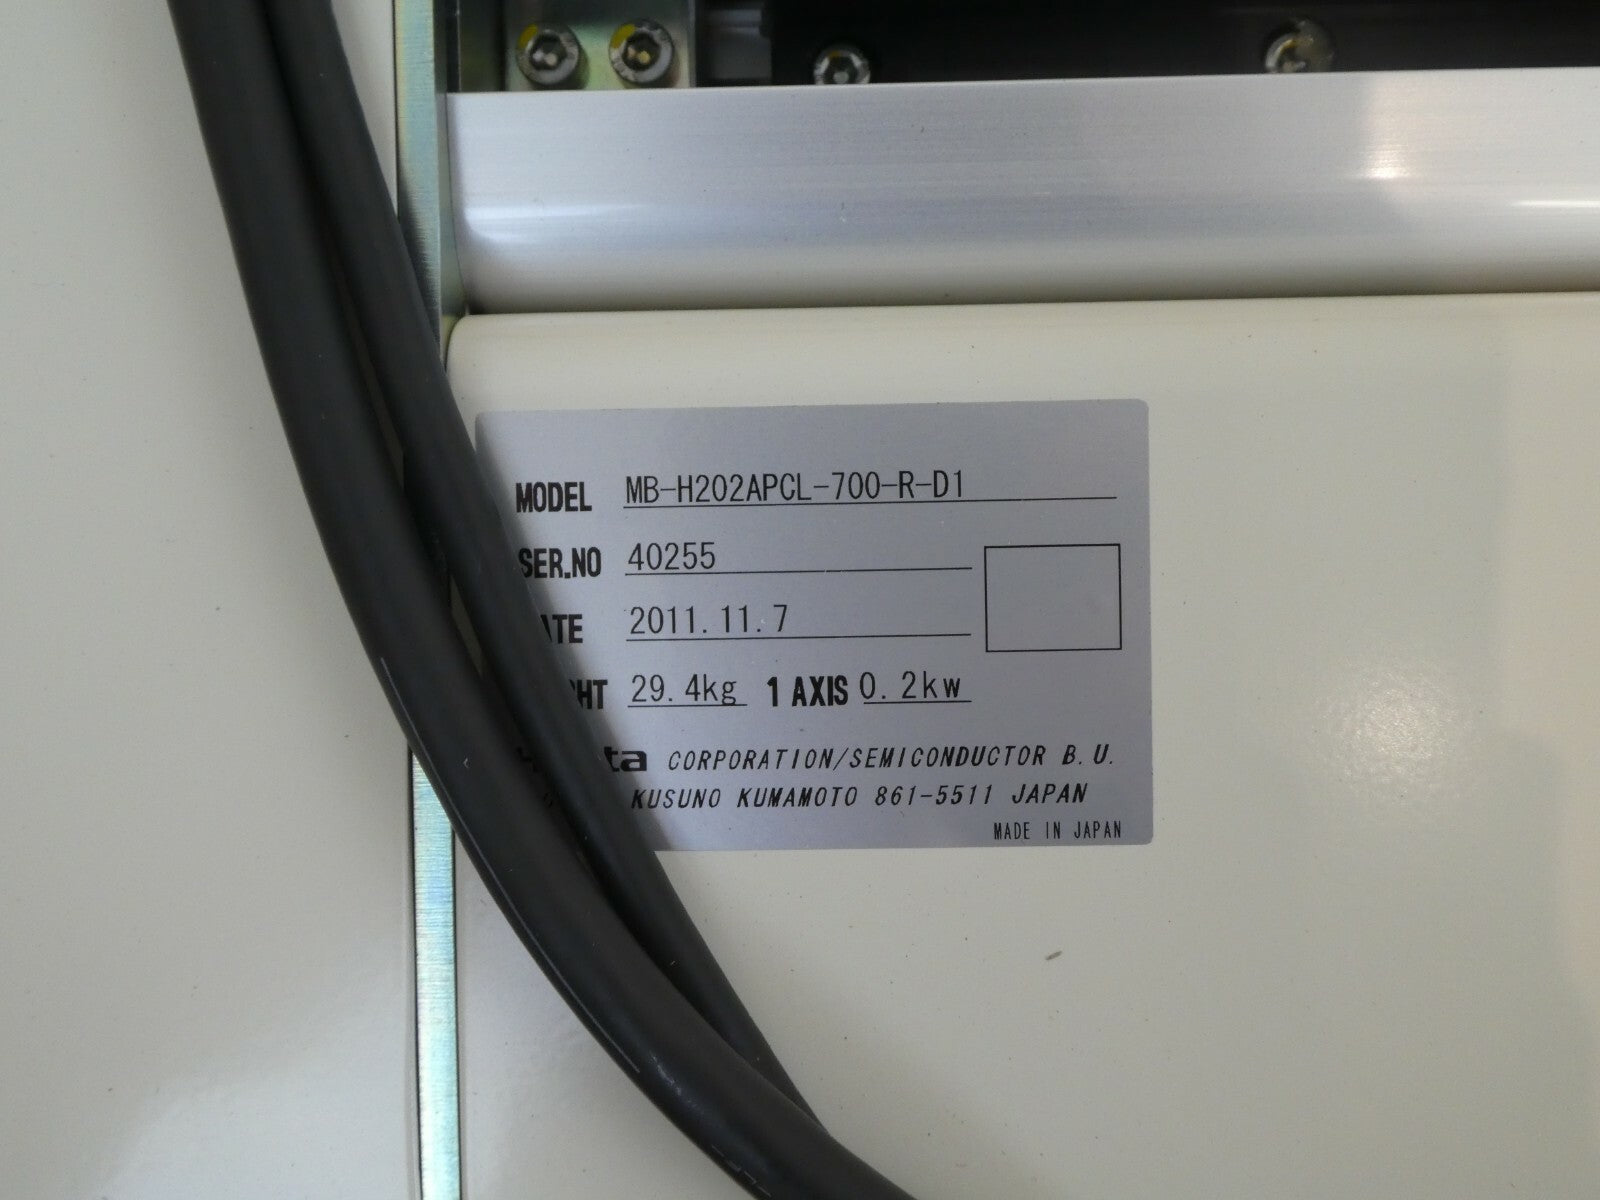 MODEL MB-H202APCL-700-R-D1
SER.NO 40255
2011.11.7
29.4kg 1 AXIS 0.2kw
CORPORATION/SEMICONDUCTOR B.U.
KUSUNO KUMAMOTO 861-5511 JAPAN
MADE IN JAPAN